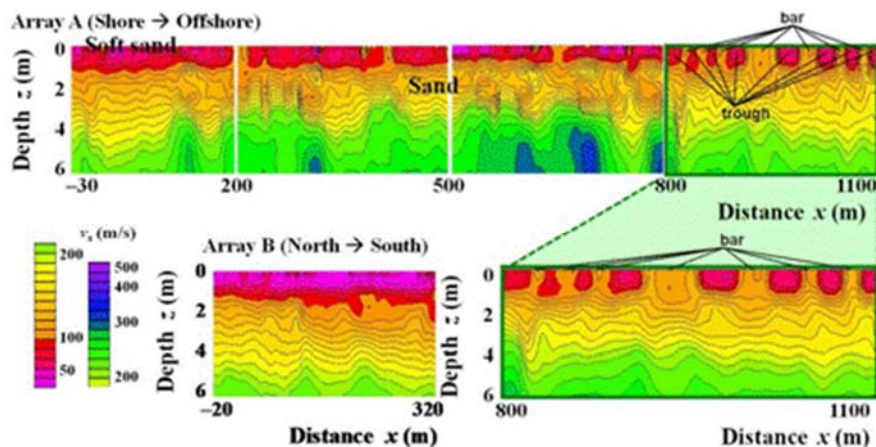 Array A (Shore → Offshore)
bar
Soft sand
Sand
trough
Depth z (m)
0
2
4
6
−30
200
500
800
1100
Distance x (m)
vs (m/s)
200
100
50
500
400
300
200
Array B (North → South)
bar
Depth z (m)
0
2
4
6
−20
320
Distance x (m)
Depth z (m)
0
2
4
6
800
1100